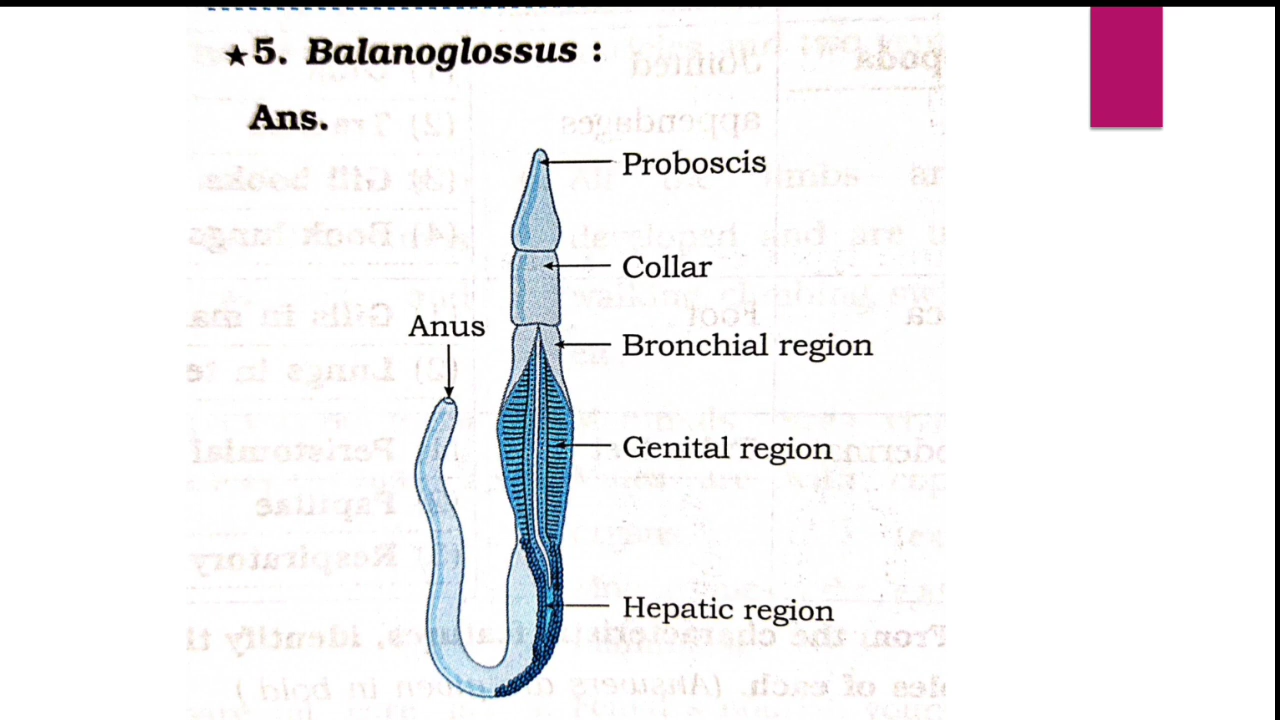 ★5. Balanoglossus :
Ans.
Proboscis
Collar
Anus
Bronchial region
Genital region
Hepatic region